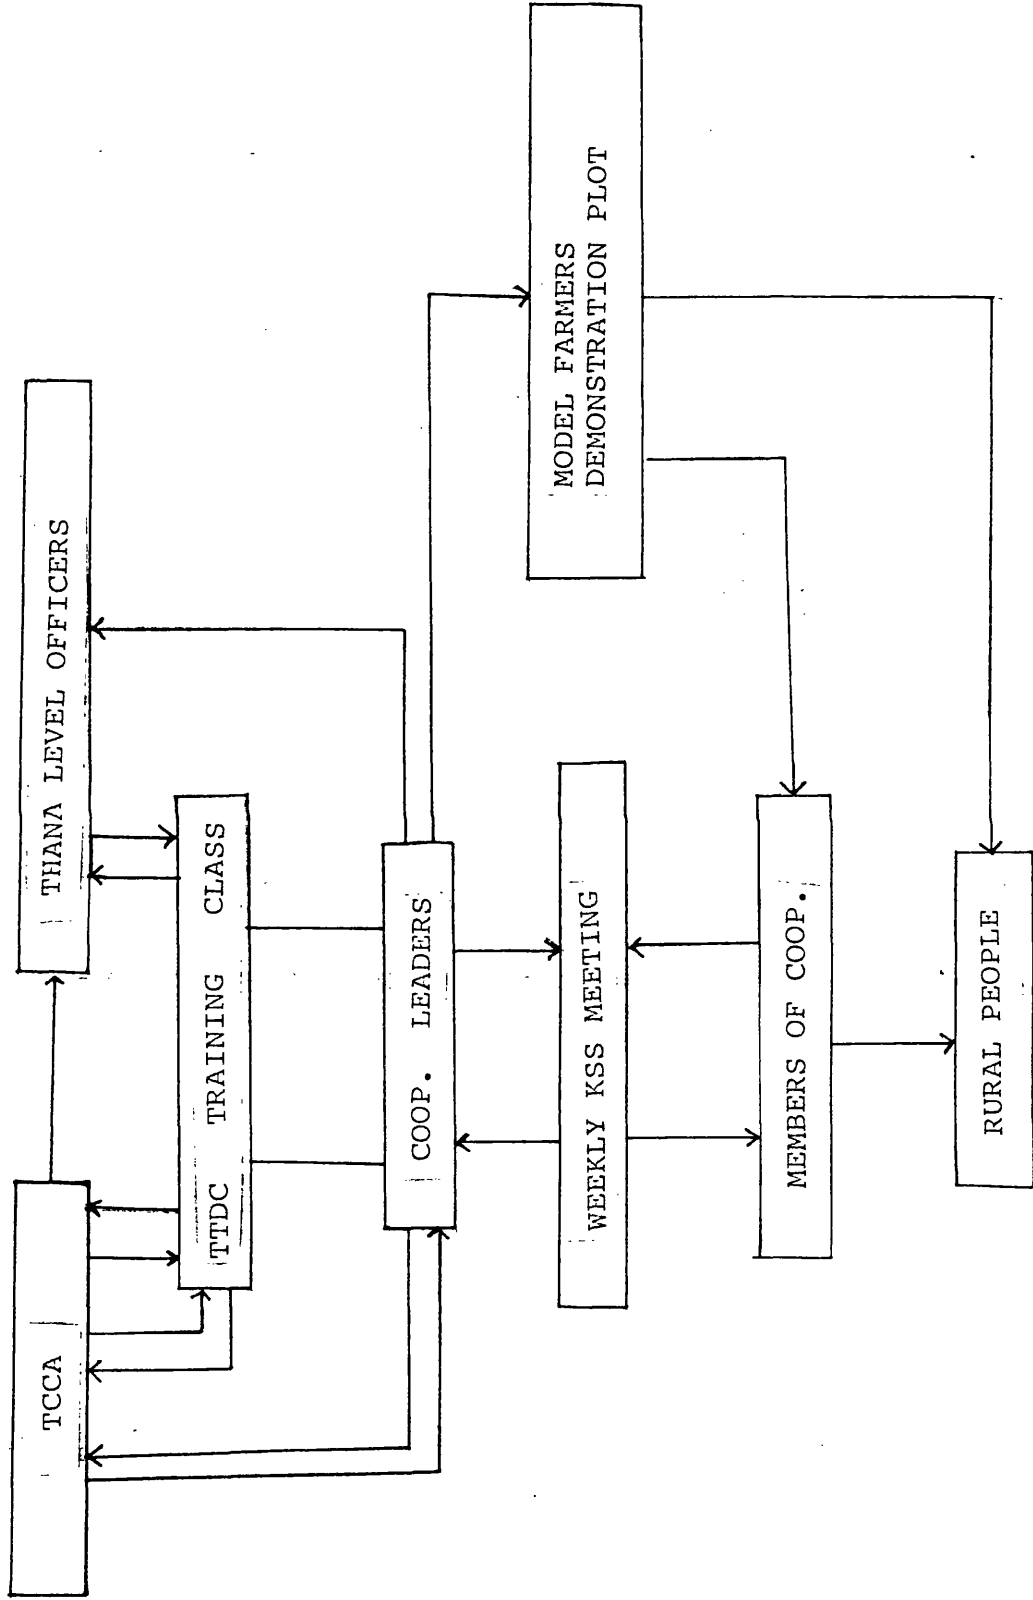 TCCA
THANA LEVEL OFFICERS
TTDC TRAINING CLASS
COOP. LEADERS
WEEKLY KSS MEETING
MODEL FARMERS
DEMONSTRATION PLOT
MEMBERS OF COOP.
RURAL PEOPLE